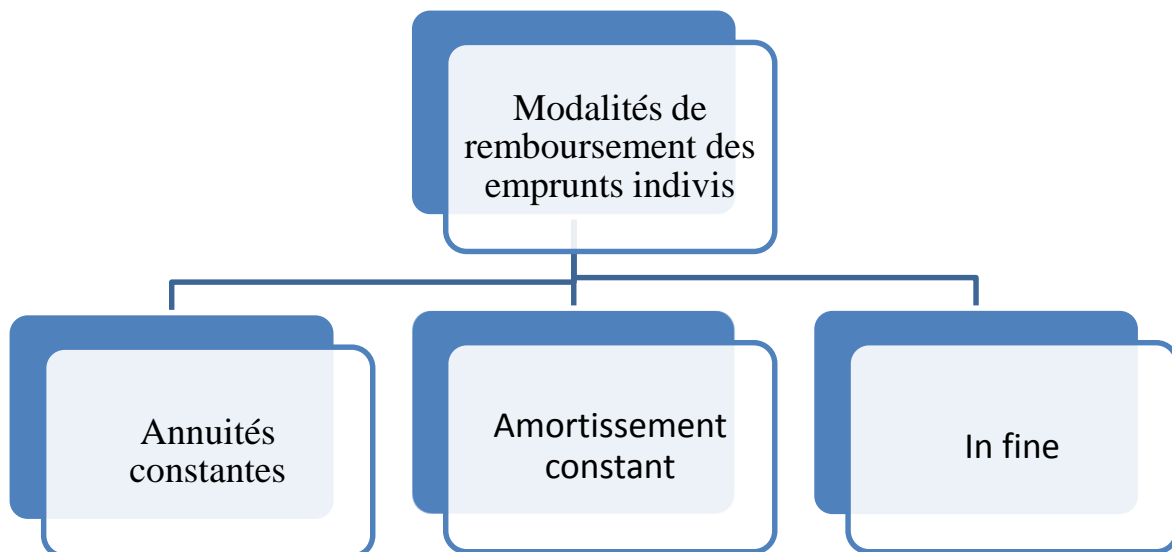 Modalités de
remboursement des
emprunts indivis
Annuités
constantes
Amortissement
constant
In fine